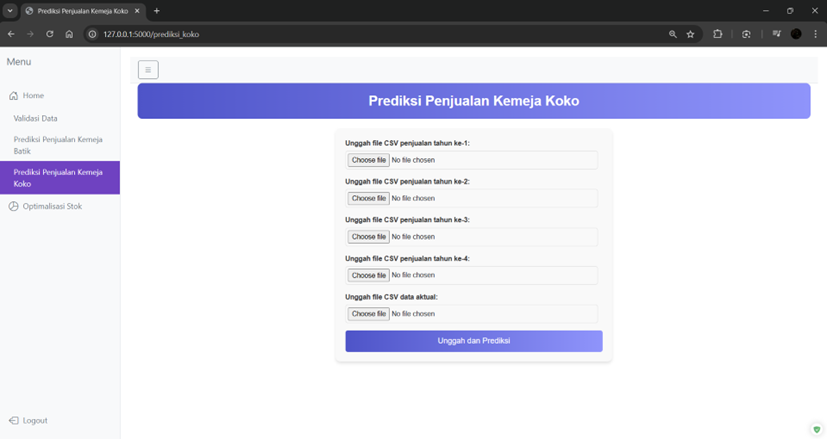 Prediksi Penjualan Kemeja Koko
127.0.0.1:5000/prediksi_koko
Menu
Home
Validasi Data
Prediksi Penjualan Kemeja
Batik
Prediksi Penjualan Kemeja
Koko
Optimalisasi Stok
Logout
Prediksi Penjualan Kemeja Koko
Unggah file CSV penjualan tahun ke-1:
Choose file No file chosen
Unggah file CSV penjualan tahun ke-2:
Choose file No file chosen
Unggah file CSV penjualan tahun ke-3:
Choose file No file chosen
Unggah file CSV penjualan tahun ke-4:
Choose file No file chosen
Unggah file CSV data aktual:
Choose file No file chosen
Unggah dan Prediksi